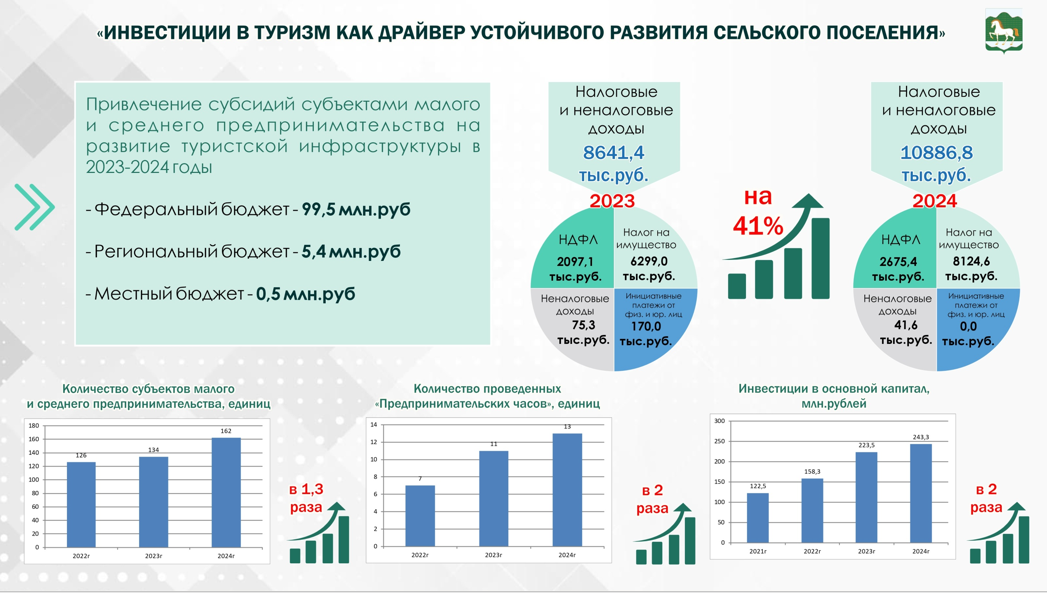 «ИНВЕСТИЦИИ В ТУРИЗМ КАК ДРАЙВЕР УСТОЙЧИВОГО РАЗВИТИЯ СЕЛЬСКОГО ПОСЕЛЕНИЯ»
Привлечение субсидий субъектами малого
и среднего предпринимательства на
развитие туристской инфраструктуры в
2023-2024 годы
- Федеральный бюджет - 99,5 млн.руб
- Региональный бюджет - 5,4 млн.руб
- Местный бюджет - 0,5 млн.руб
Налоговые
и неналоговые
доходы
8641,4
тыс.руб.
2023
НДФЛ
2097,1
тыс.руб.
Налог на
имущество
6299,0
тыс.руб.
Неналоговые
доходы
75,3
тыс.руб.
Инициативные
платежи от
физ. и юр. лиц
170,0
тыс.руб.
на
41%
Налоговые
и неналоговые
доходы
10886,8
тыс.руб.
2024
НДФЛ
2675,4
тыс.руб.
Налог на
имущество
8124,6
тыс.руб.
Неналоговые
доходы
41,6
тыс.руб.
Инициативные
платежи от
физ. и юр. лиц
0,0
тыс.руб.
Количество субъектов малого
и среднего предпринимательства, единиц
180
160
140
120
100
80
60
40
20
0
126
134
162
2022г
2023г
2024г
в 1,3
раза
Количество проведенных
«Предпринимательских часов», единиц
14
12
10
8
6
4
2
0
7
11
13
2022г
2023г
2024г
в 2
раза
Инвестиции в основной капитал,
млн.рублей
300
250
200
150
100
50
0
122,5
158,3
223,5
243,3
2021г
2022г
2023г
2024г
в 2
раза